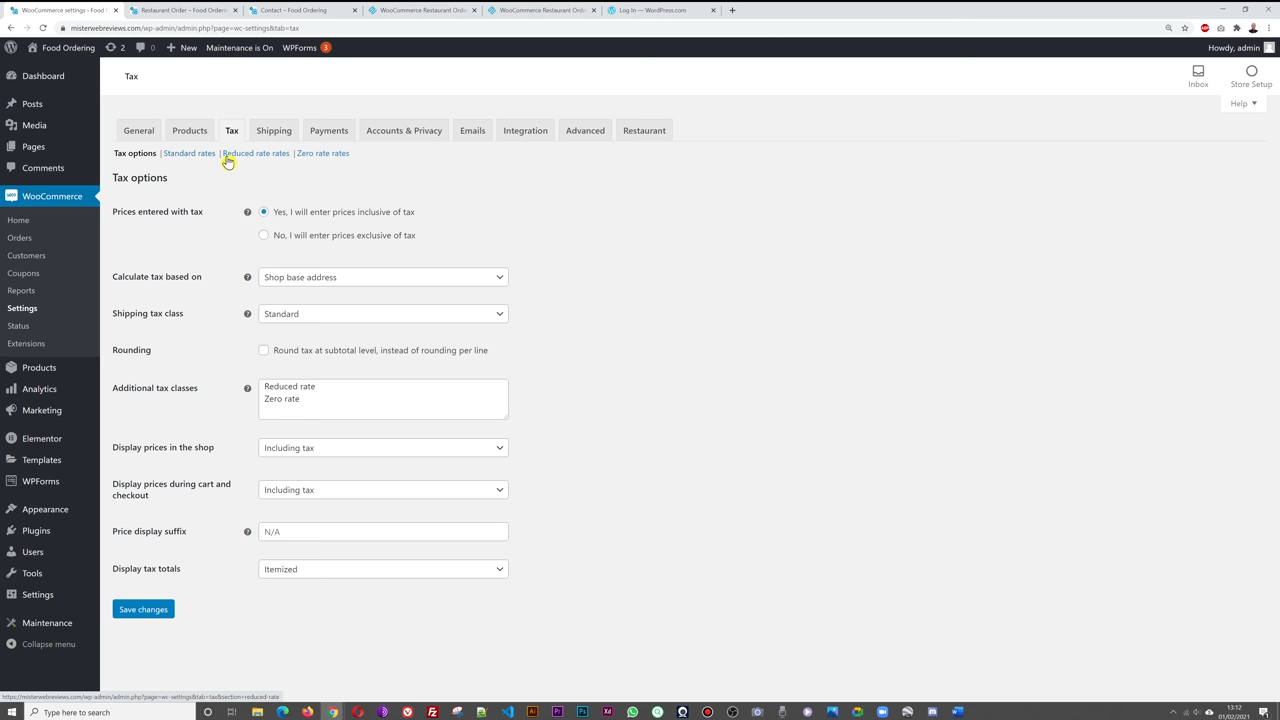 WooCommerce settings ‹ Food O
Restaurant Order – Food Ordering
Contact – Food Ordering
WooCommerce Restaurant Orde
WooCommerce Restaurant Orde
Log In — WordPress.com
misterwebreviews.com/wp-admin/admin.php?page=wc-settings&tab=tax
Food Ordering
2
0
New
Maintenance is On
WPForms
3
Howdy, admin
Dashboard
Posts
Media
Pages
Comments
WooCommerce
Home
Orders
Customers
Coupons
Reports
Settings
Status
Extensions
Products
Analytics
Marketing
Elementor
Templates
WPForms
Appearance
Plugins
Users
Tools
Settings
Maintenance
Collapse menu
Tax
Inbox
Store Setup
Help
General
Products
Tax
Shipping
Payments
Accounts & Privacy
Emails
Integration
Advanced
Restaurant
Tax options | Standard rates | Reduced rate rates | Zero rate rates
Tax options
Prices entered with tax
Yes, I will enter prices inclusive of tax
No, I will enter prices exclusive of tax
Calculate tax based on
Shop base address
Shipping tax class
Standard
Rounding
Round tax at subtotal level, instead of rounding per line
Additional tax classes
Reduced rate
Zero rate
Display prices in the shop
Including tax
Display prices during cart and
checkout
Including tax
Price display suffix
N/A
Display tax totals
Itemized
Save changes
https://misterwebreviews.com/wp-admin/admin.php?page=wc-settings&tab=tax&section=reduced-rate
Type here to search
13:12
01/02/2021